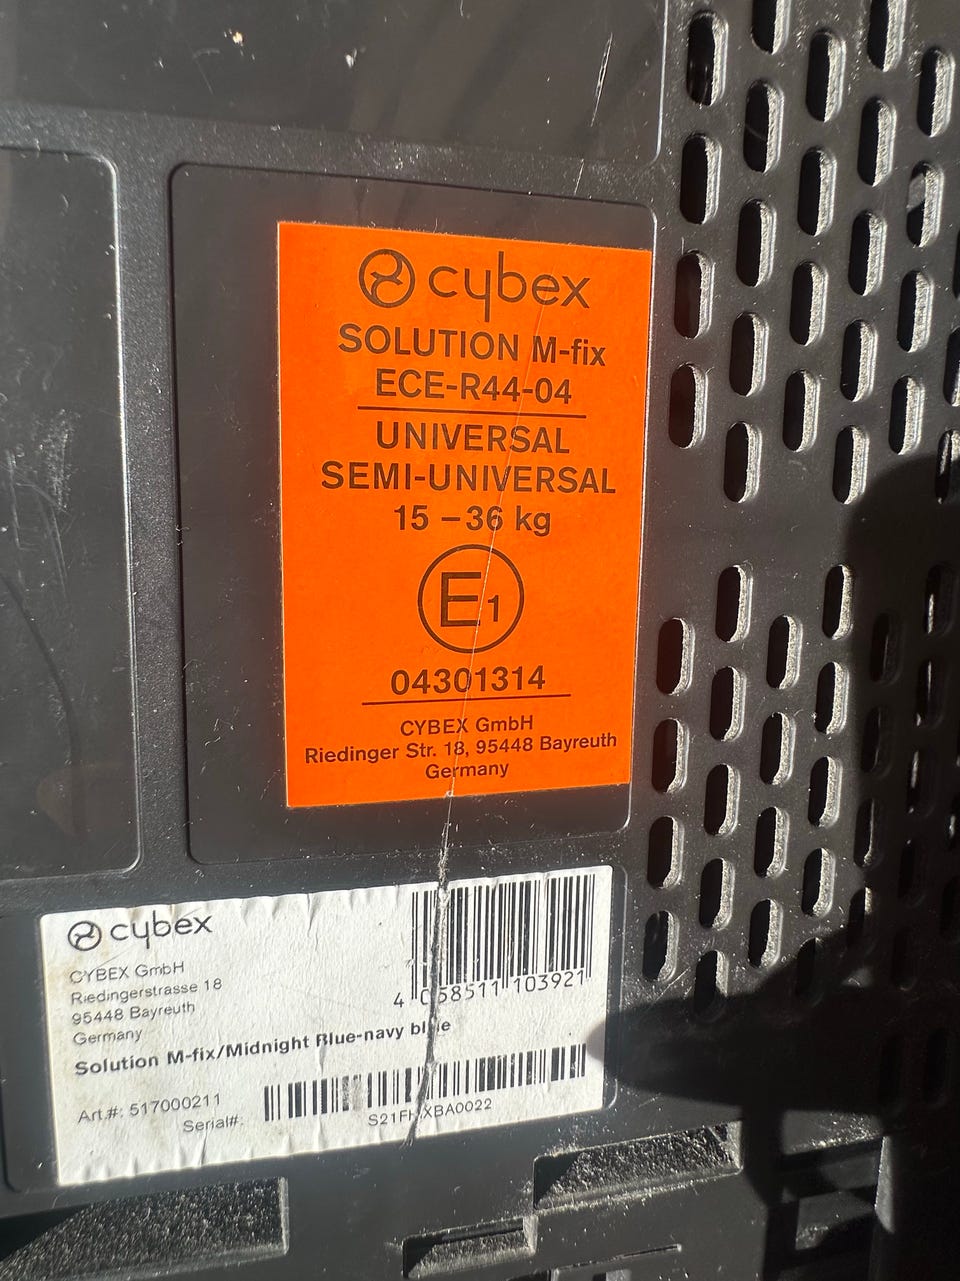 cybex
SOLUTION M-fix
ECE-R44-04
UNIVERSAL
SEMI-UNIVERSAL
15 – 36 kg
E1
04301314
CYBEX GmbH
Riedinger Str. 18, 95448 Bayreuth
Germany
cybex
CYBEX GmbH
Riedingerstrasse 18
95448 Bayreuth
Germany
4 058511 103921
Solution M-fix/Midnight Blue-navy blue
Art.#: 517000211
Serial#: